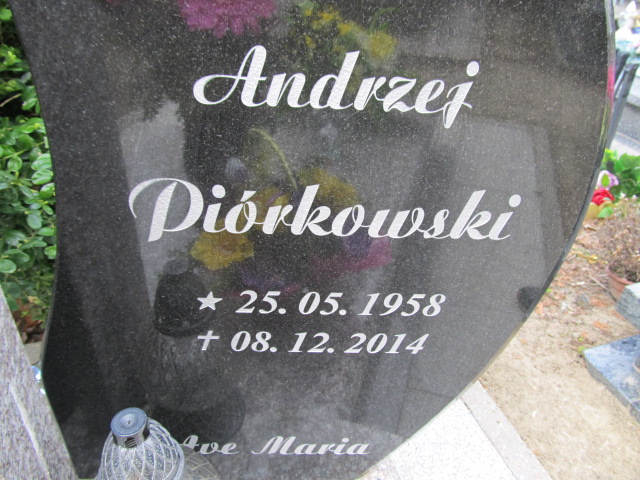 Andrzej
Piórkowski
★ 25. 05. 1958
✝ 08. 12. 2014
Ave Maria